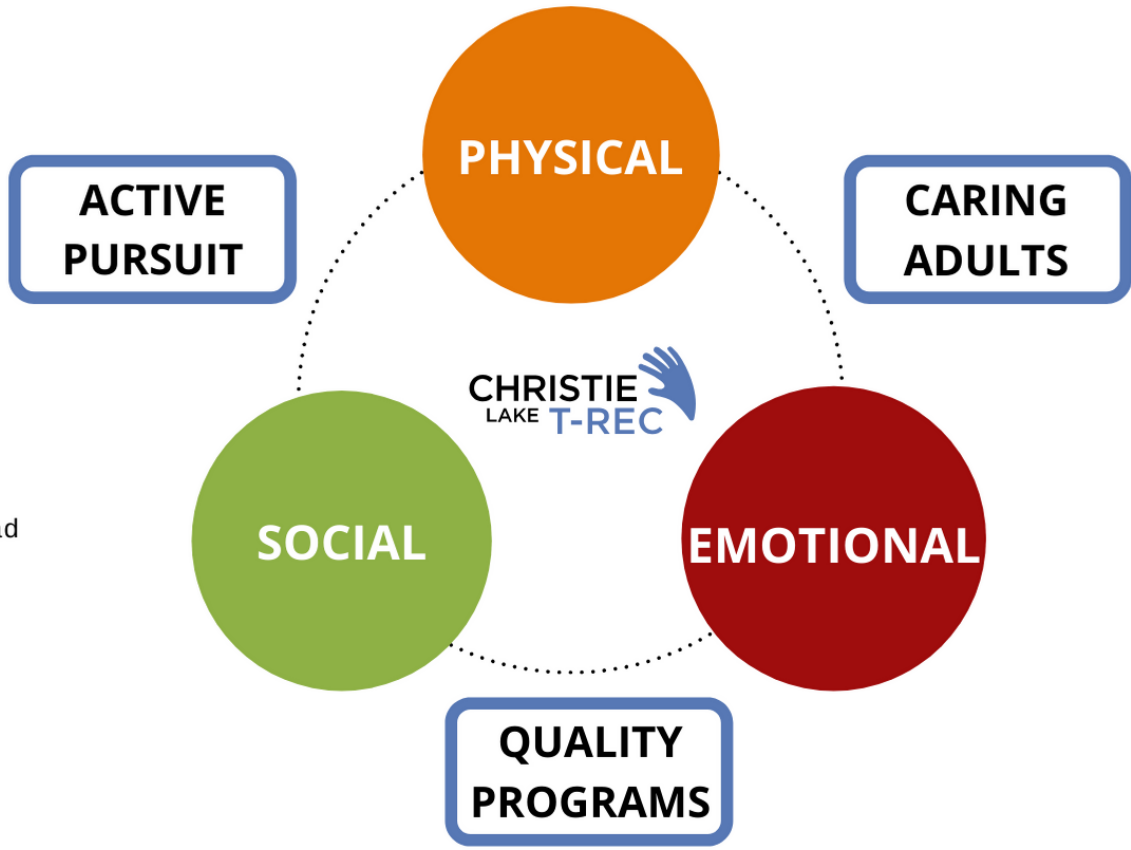 PHYSICAL
ACTIVE
PURSUIT
CARING
ADULTS
CHRISTIE
LAKE T-REC
SOCIAL
EMOTIONAL
QUALITY
PROGRAMS